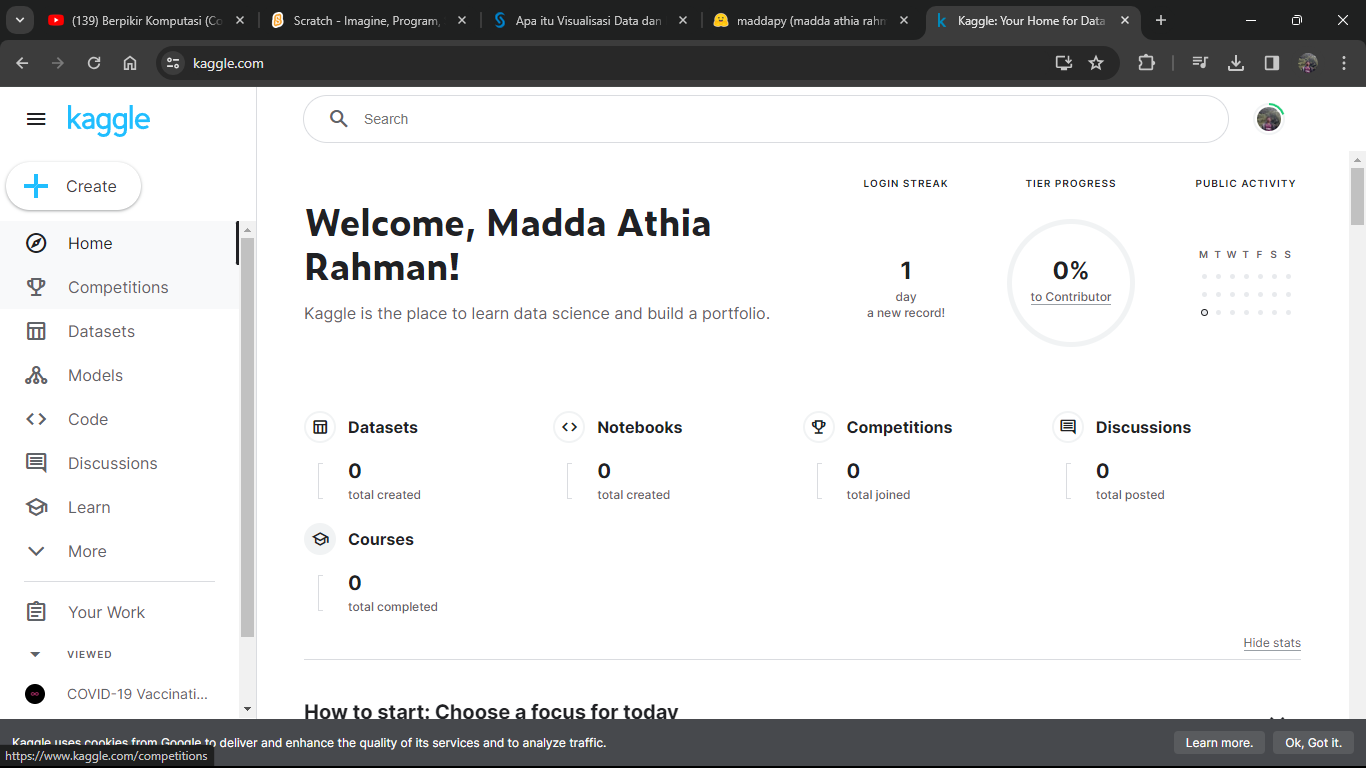 (139) Berpikir Komputasi (Co
Scratch - Imagine, Program,
Apa itu Visualisasi Data dan
maddapy (madda athia rahm
Kaggle: Your Home for Data
kaggle.com
kaggle
Search
Create
Home
Competitions
Datasets
Models
Code
Discussions
Learn
More
Your Work
VIEWED
COVID-19 Vaccinati...
Welcome, Madda Athia
Rahman!
Kaggle is the place to learn data science and build a portfolio.
LOGIN STREAK
1
day
a new record!
TIER PROGRESS
0%
to Contributor
PUBLIC ACTIVITY
M T W T F S S
Datasets
0
total created
Notebooks
0
total created
Competitions
0
total joined
Discussions
0
total posted
Courses
0
total completed
Hide stats
How to start: Choose a focus for today
Kaggle uses cookies from Google to deliver and enhance the quality of its services and to analyze traffic.
Learn more.
Ok, Got it.
https://www.kaggle.com/competitions